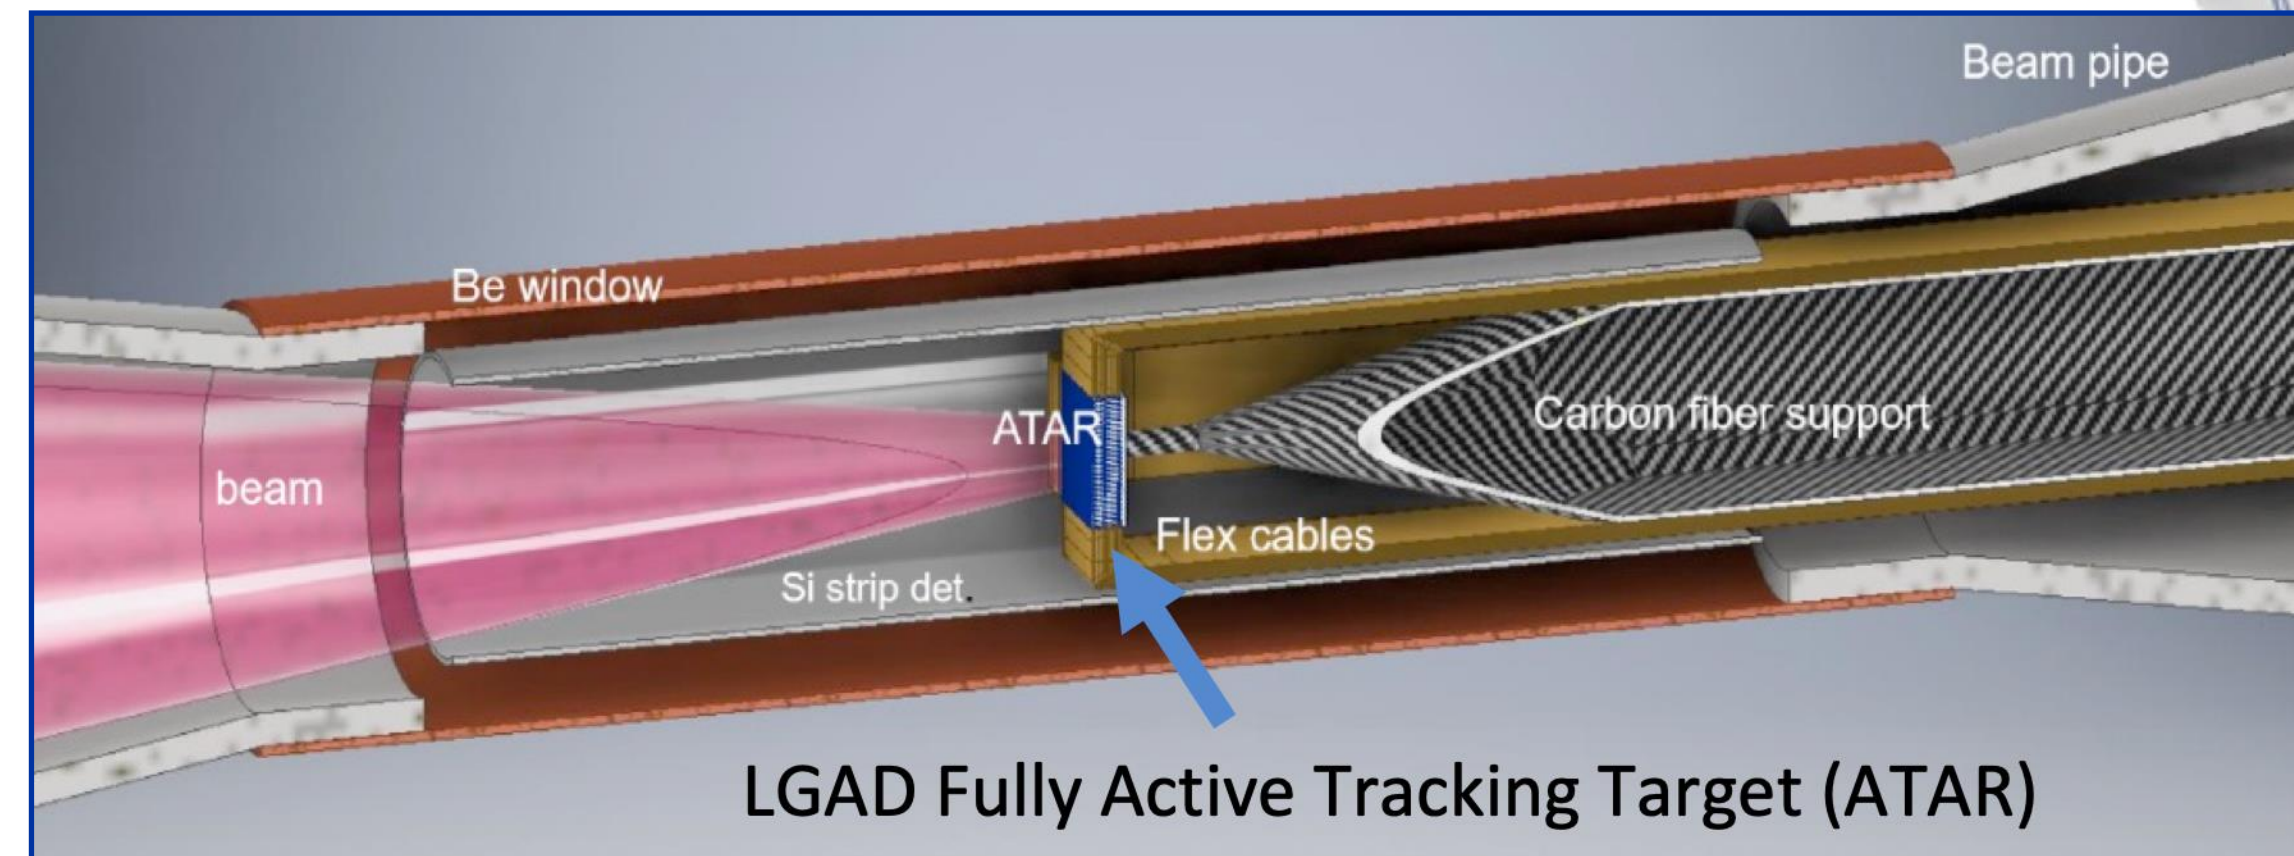 Beam pipe
Be window
ATAR
Carbon fiber support
beam
Flex cables
Si strip det.
LGAD Fully Active Tracking Target (ATAR)